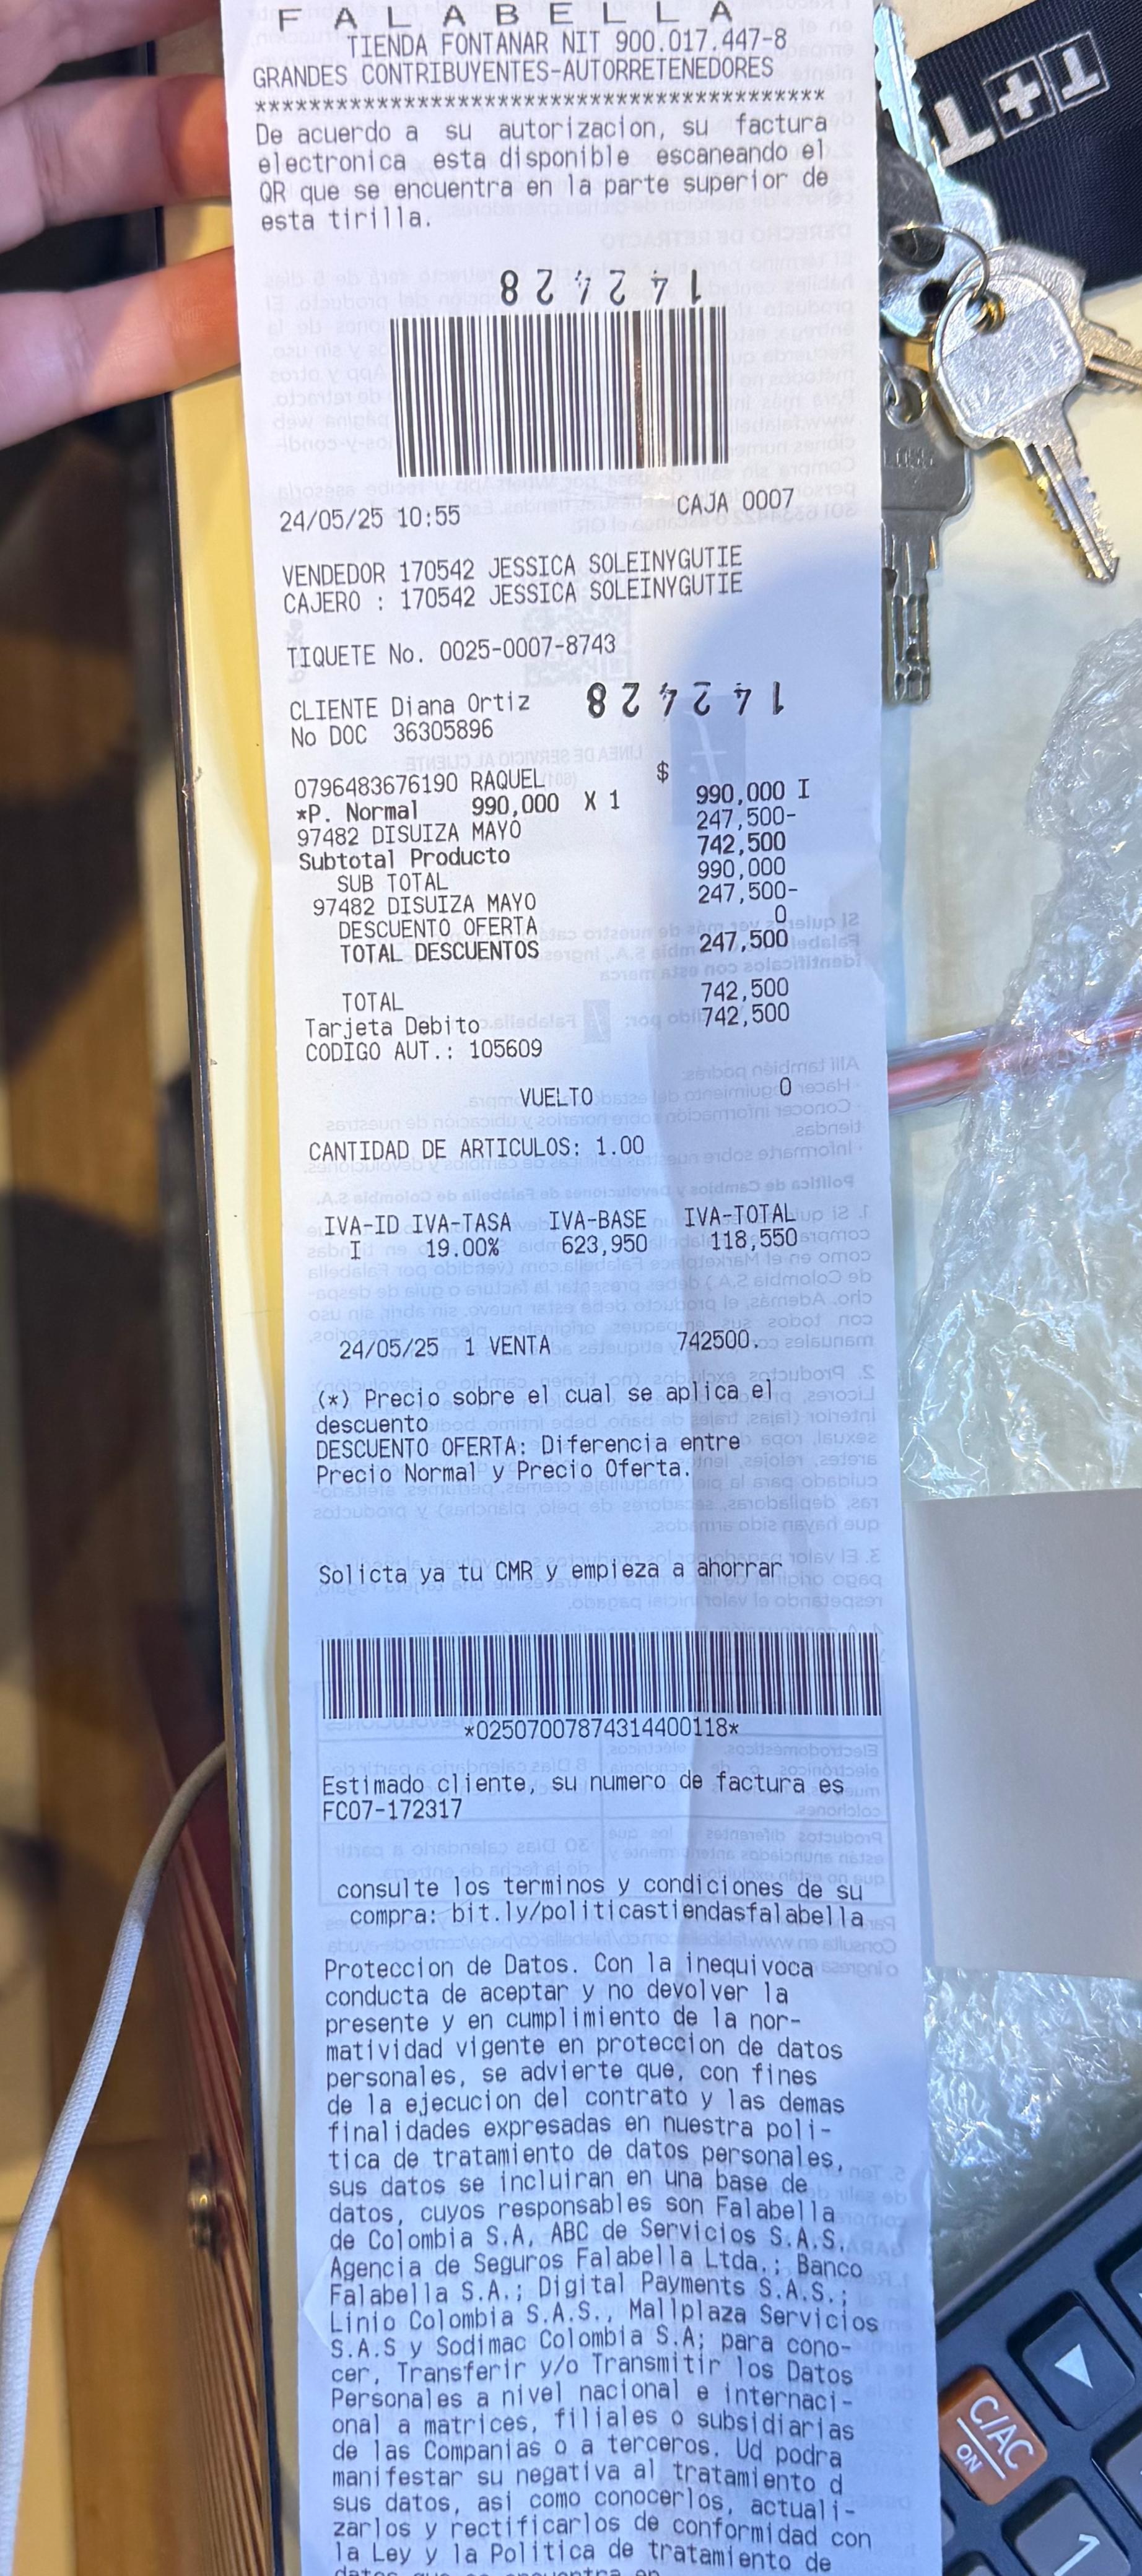 FALABELLA
TIENDA FONTANAR NIT 900.017.447-8
GRANDES CONTRIBUYENTES-AUTORRETENEDORES
******************************************
De acuerdo a su autorizacion, su factura
electronica esta disponible escaneando el
QR que se encuentra en la parte superior de
esta tirilla.
142428
24/05/25 10:55 CAJA 0007
VENDEDOR 170542 JESSICA SOLEINYGUTIE
CAJERO : 170542 JESSICA SOLEINYGUTIE
TIQUETE No. 0025-0007-8743
CLIENTE Diana Ortiz 142428
No DOC 36305896
$
0796483676190 RAQUEL 990,000 I
*P. Normal 990,000 X 1
97482 DISUIZA MAYO 247,500-
Subtotal Producto 742,500
SUB TOTAL 990,000
97482 DISUIZA MAYO 247,500-
DESCUENTO OFERTA 0
TOTAL DESCUENTOS 247,500
TOTAL 742,500
Tarjeta Debito 742,500
CODIGO AUT.: 105609
VUELTO 0
CANTIDAD DE ARTICULOS: 1.00
IVA-ID IVA-TASA IVA-BASE IVA-TOTAL
I 19.00% 623,950 118,550
24/05/25 1 VENTA 742500.
(*) Precio sobre el cual se aplica el
descuento
DESCUENTO OFERTA: Diferencia entre
Precio Normal y Precio Oferta.
Solicta ya tu CMR y empieza a ahorrar
*02507007874314400118*
Estimado cliente, su numero de factura es
FC07-172317
consulte los terminos y condiciones de su
compra: bit.ly/politicastiendasfalabella
Proteccion de Datos. Con la inequivoca
conducta de aceptar y no devolver la
presente y en cumplimiento de la nor-
matividad vigente en proteccion de datos
personales, se advierte que, con fines
de la ejecucion del contrato y las demas
finalidades expresadas en nuestra poli-
tica de tratamiento de datos personales,
sus datos se incluiran en una base de
datos, cuyos responsables son Falabella
de Colombia S.A, ABC de Servicios S.A.S,
Agencia de Seguros Falabella Ltda.; Banco
Falabella S.A.; Digital Payments S.A.S.;
Linio Colombia S.A.S., Mallplaza Servicios
S.A.S y Sodimac Colombia S.A; para cono-
cer, Transferir y/o Transmitir los Datos
Personales a nivel nacional e internaci-
onal a matrices, filiales o subsidiarias
de las Companias o a terceros. Ud podra
manifestar su negativa al tratamiento d
sus datos, asi como conocerlos, actuali-
zarlos y rectificarlos de conformidad con
la Ley y la Politica de tratamiento de
C/AC
ON
1